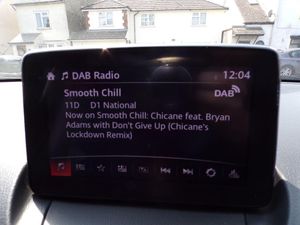 DAB Radio
12:04
Smooth Chill
DAB
11D D1 National
Now on Smooth Chill: Chicane feat. Bryan
Adams with Don't Give Up (Chicane's
Lockdown Remix)